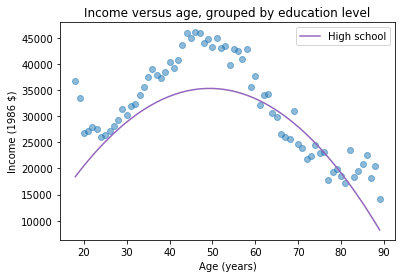 Income versus age, grouped by education level
High school
Income (1986 $)
45000
40000
35000
30000
25000
20000
15000
10000
20 30 40 50 60 70 80 90
Age (years)